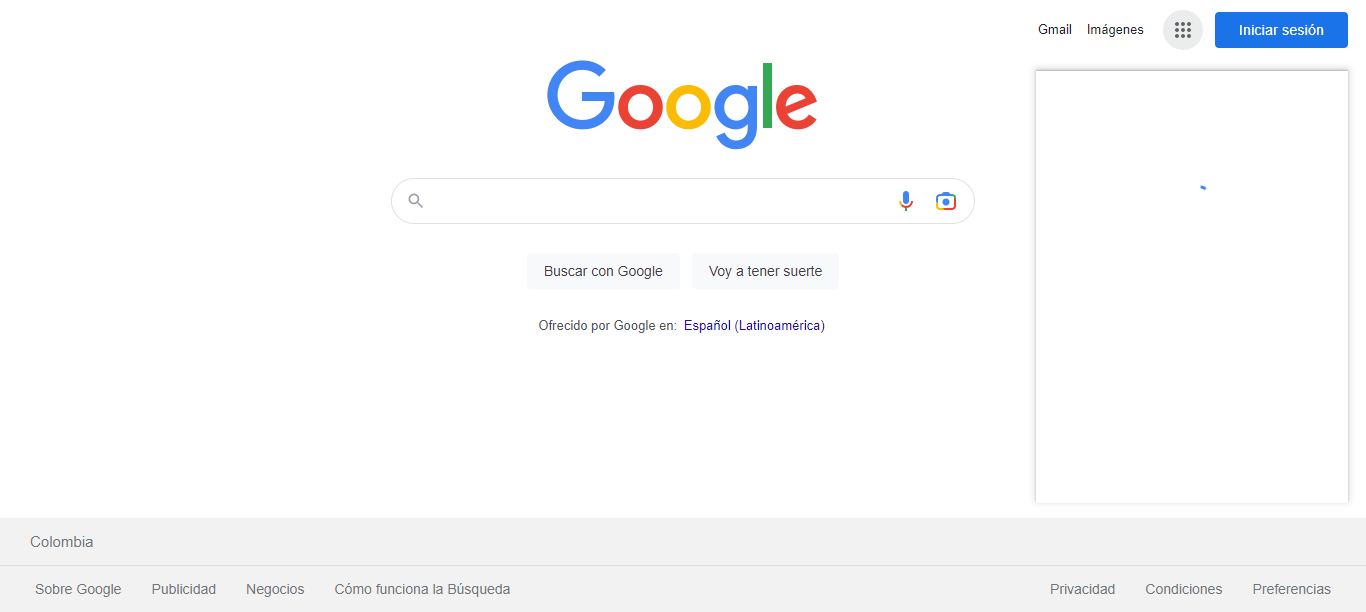 Gmail Imágenes Iniciar sesión
Google
Buscar con Google Voy a tener suerte
Ofrecido por Google en: Español (Latinoamérica)
Colombia
Sobre Google Publicidad Negocios Cómo funciona la Búsqueda Privacidad Condiciones Preferencias